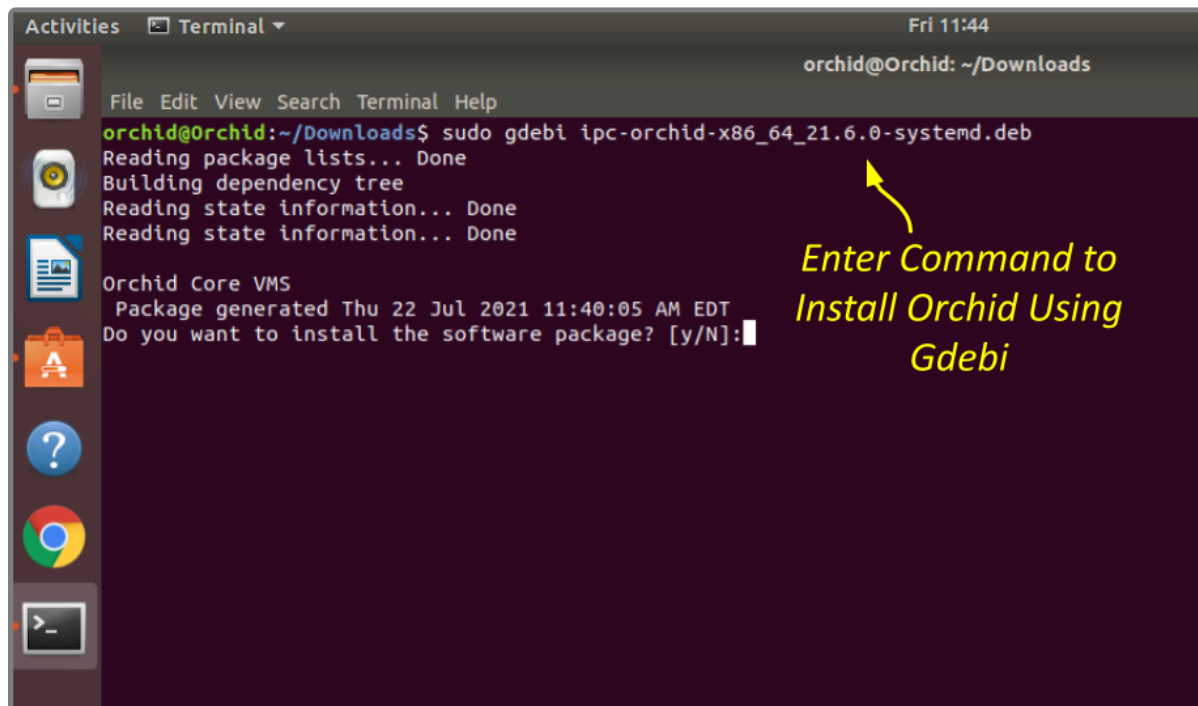 Activities Terminal Fri 11:44
orchid@Orchid: ~/Downloads
File Edit View Search Terminal Help
orchid@Orchid:~/Downloads$ sudo gdebi ipc-orchid-x86_64_21.6.0-systemd.deb
Reading package lists... Done
Building dependency tree
Reading state information... Done
Reading state information... Done
Orchid Core VMS
Package generated Thu 22 Jul 2021 11:40:05 AM EDT
Do you want to install the software package? [y/N]:
Enter Command to
Install Orchid Using
Gdebi